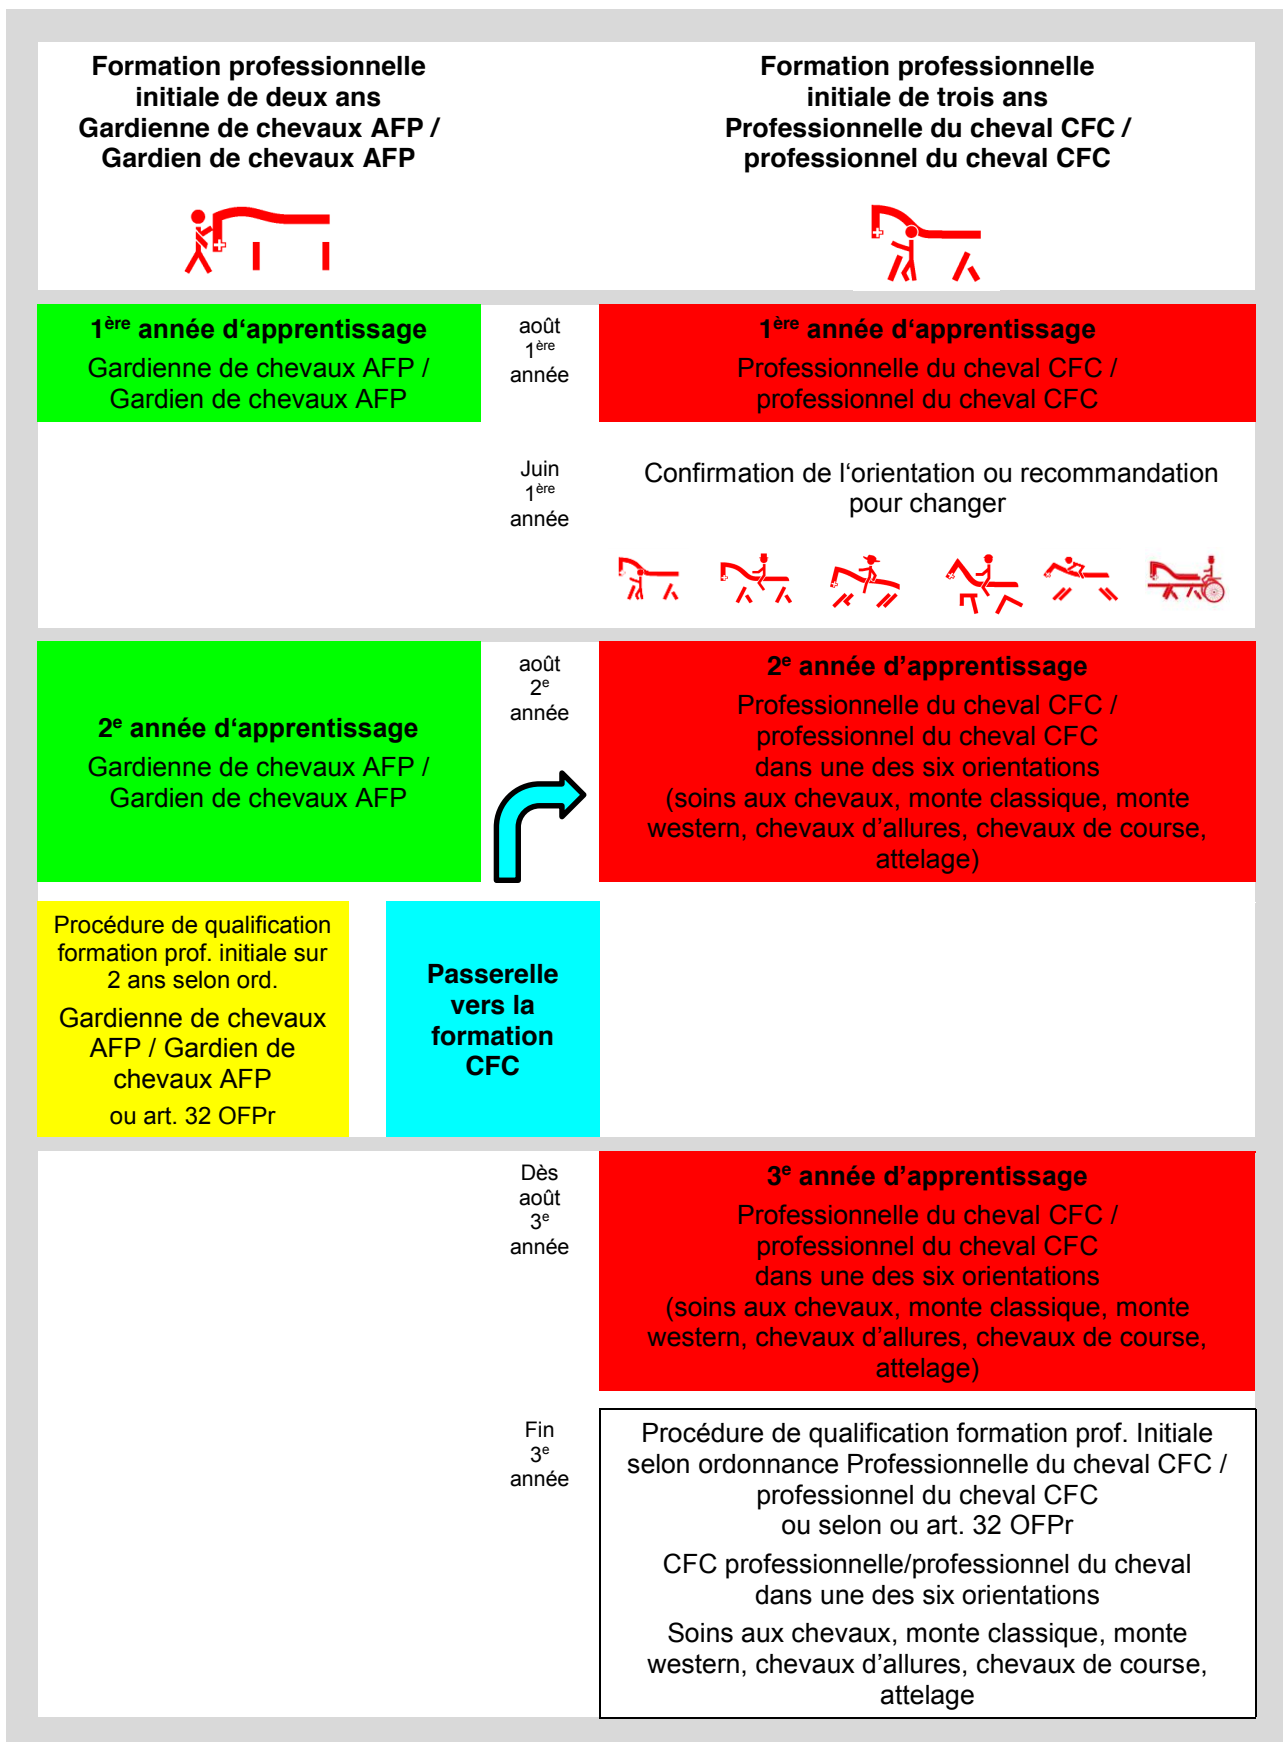 Formation professionnelle
initiale de deux ans
Gardienne de chevaux AFP /
Gardien de chevaux AFP
Formation professionnelle
initiale de trois ans
Professionnelle du cheval CFC /
professionnel du cheval CFC
1ère année d‘apprentissage
Gardienne de chevaux AFP /
Gardien de chevaux AFP
août
1ère
année
1ère année d‘apprentissage
Professionnelle du cheval CFC /
professionnel du cheval CFC
Juin
1ère
année
Confirmation de l‘orientation ou recommandation
pour changer
2e année d‘apprentissage
Gardienne de chevaux AFP /
Gardien de chevaux AFP
août
2e
année
2e année d’apprentissage
Professionnelle du cheval CFC /
professionnel du cheval CFC
dans une des six orientations
(soins aux chevaux, monte classique, monte
western, chevaux d’allures, chevaux de course,
attelage)
Procédure de qualification
formation prof. initiale sur
2 ans selon ord.
Gardienne de chevaux
AFP / Gardien de
chevaux AFP
ou art. 32 OFPr
Passerelle
vers la
formation
CFC
Dès
août
3e
année
3e année d’apprentissage
Professionnelle du cheval CFC /
professionnel du cheval CFC
dans une des six orientations
(soins aux chevaux, monte classique, monte
western, chevaux d’allures, chevaux de course,
attelage)
Fin
3e
année
Procédure de qualification formation prof. Initiale
selon ordonnance Professionnelle du cheval CFC /
professionnel du cheval CFC
ou selon ou art. 32 OFPr
CFC professionnelle/professionnel du cheval
dans une des six orientations
Soins aux chevaux, monte classique, monte
western, chevaux d’allures, chevaux de course,
attelage